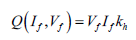 Q(I_f, V_f) = V_f I_f k_h